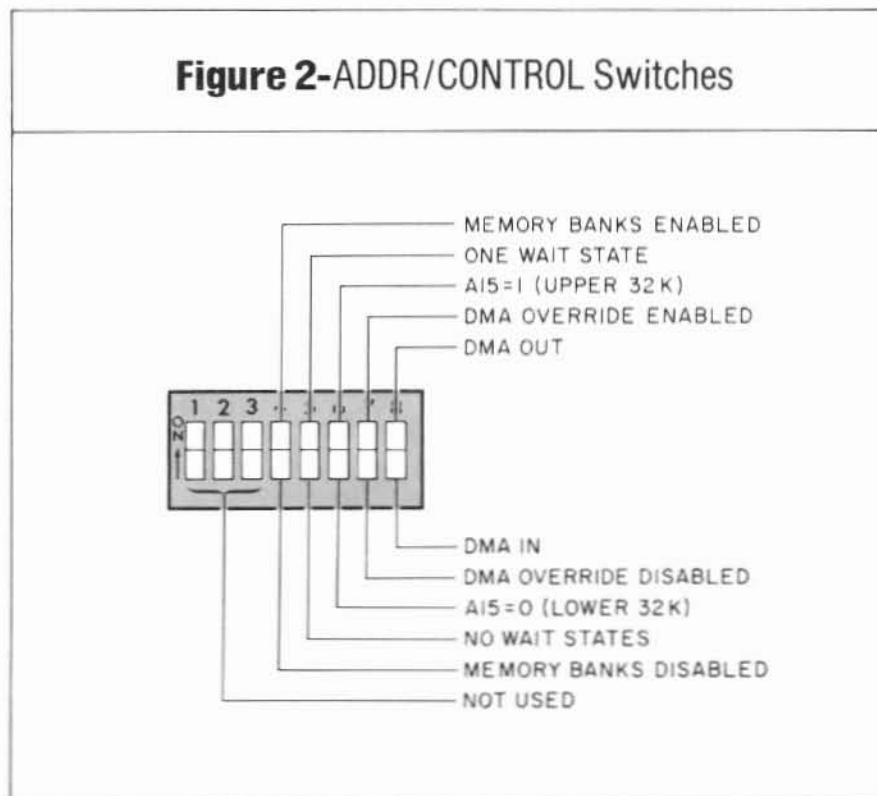 Figure 2-ADDR/CONTROL Switches
MEMORY BANKS ENABLED
ONE WAIT STATE
A15=1 (UPPER 32K)
DMA OVERRIDE ENABLED
DMA OUT
1 2 3 7 8
ON
DMA IN
DMA OVERRIDE DISABLED
A15=0 (LOWER 32K)
NO WAIT STATES
MEMORY BANKS DISABLED
NOT USED